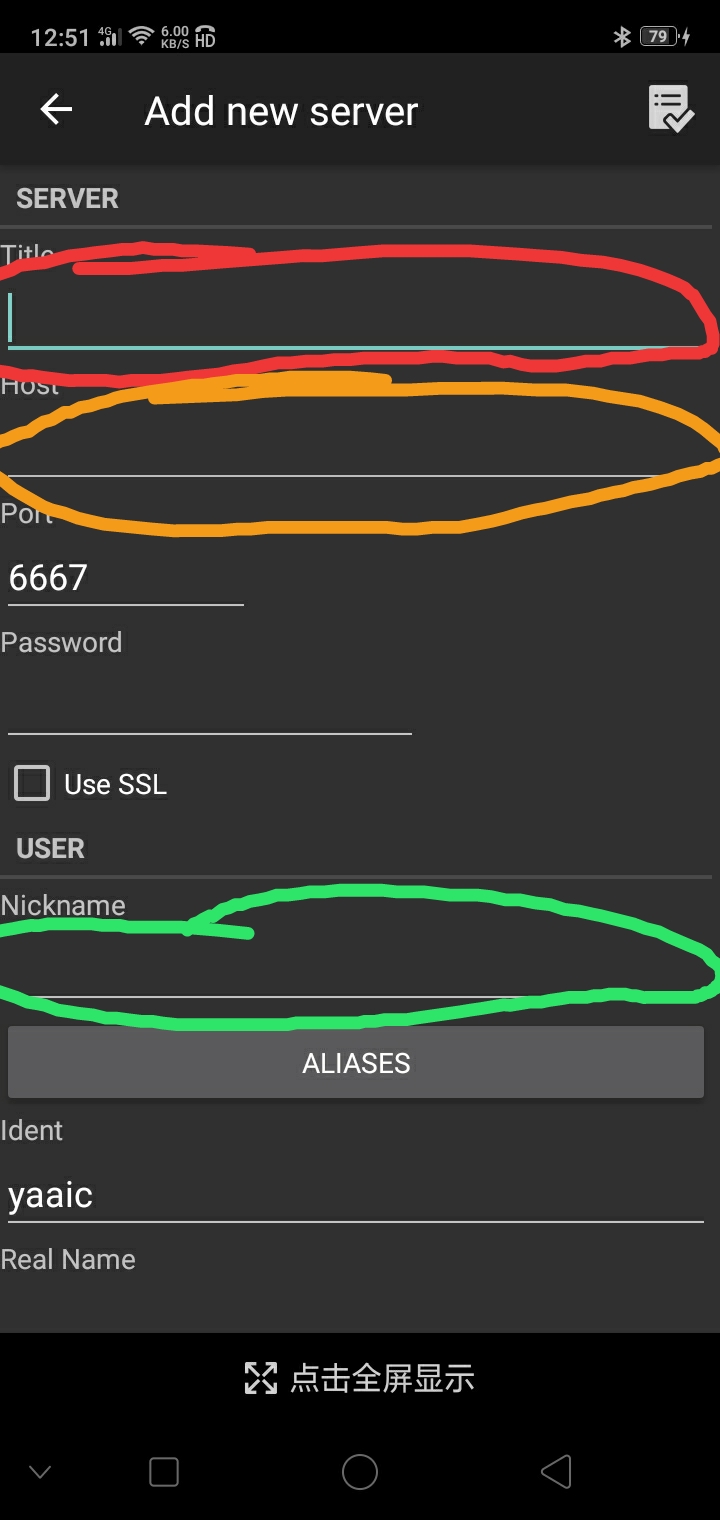 12:51 4G 6.00 KB/S HD 79
Add new server
SERVER
Title
Host
Port
6667
Password
Use SSL
USER
Nickname
ALIASES
Ident
yaaic
Real Name
点击全屏显示